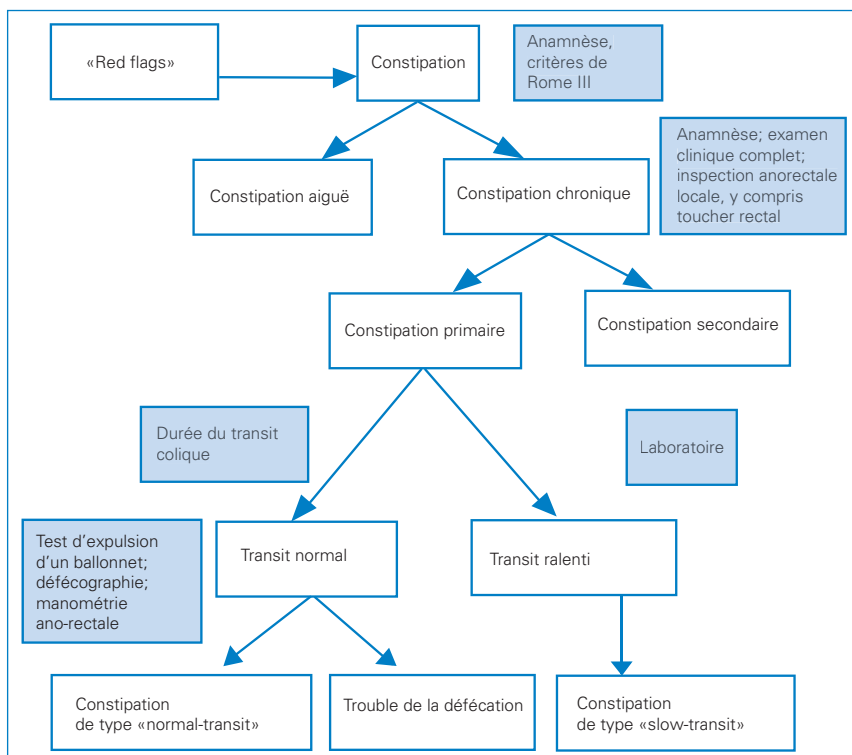 «Red flags»
Constipation
Anamnèse,
critères de
Rome III
Constipation aiguë
Constipation chronique
Anamnèse; examen
clinique complet;
inspection anorectale
locale, y compris
toucher rectal
Constipation primaire
Constipation secondaire
Durée du transit
colique
Laboratoire
Test d’expulsion
d’un ballonnet;
défécographie;
manométrie
ano-rectale
Transit normal
Transit ralenti
Constipation
de type «normal-transit»
Trouble de la défécation
Constipation
de type «slow-transit»